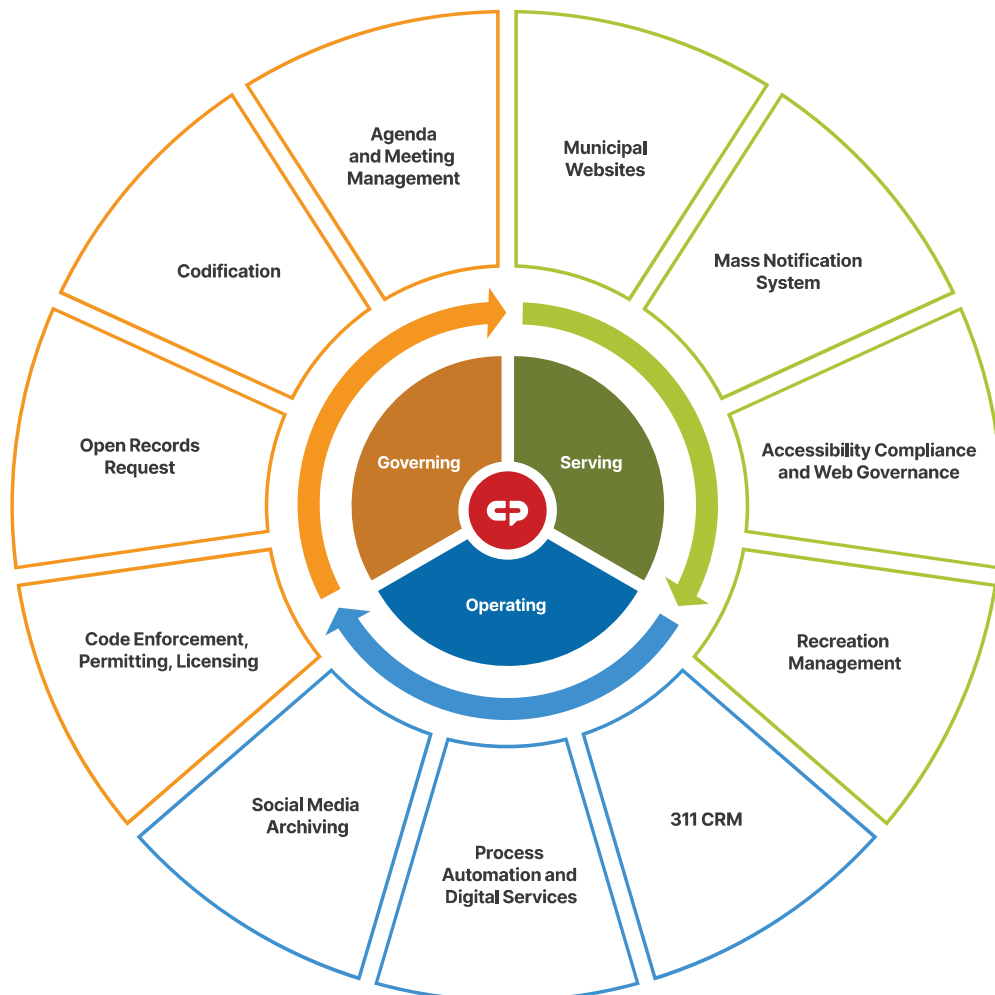 Agenda
and Meeting
Management
Municipal
Websites
Codification
Mass Notification
System
Open Records
Request
Accessibility Compliance
and Web Governance
Governing
Serving
Operating
Code Enforcement,
Permitting, Licensing
Recreation
Management
Social Media
Archiving
Process
Automation and
Digital Services
311 CRM